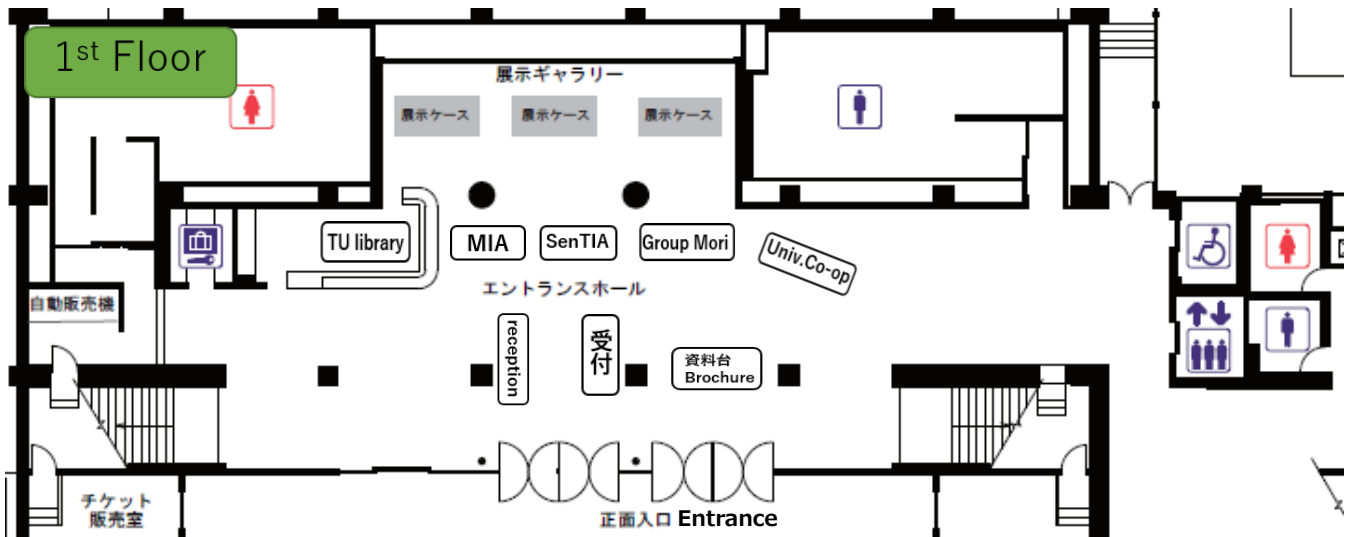 1st Floor
展示ギャラリー
展示ケース
展示ケース
展示ケース
TU library
MIA
SenTIA
Group Mori
Univ.Co-op
エントランスホール
自動販売機
reception
受付
資料台
Brochure
チケット
販売室
正面入口 Entrance